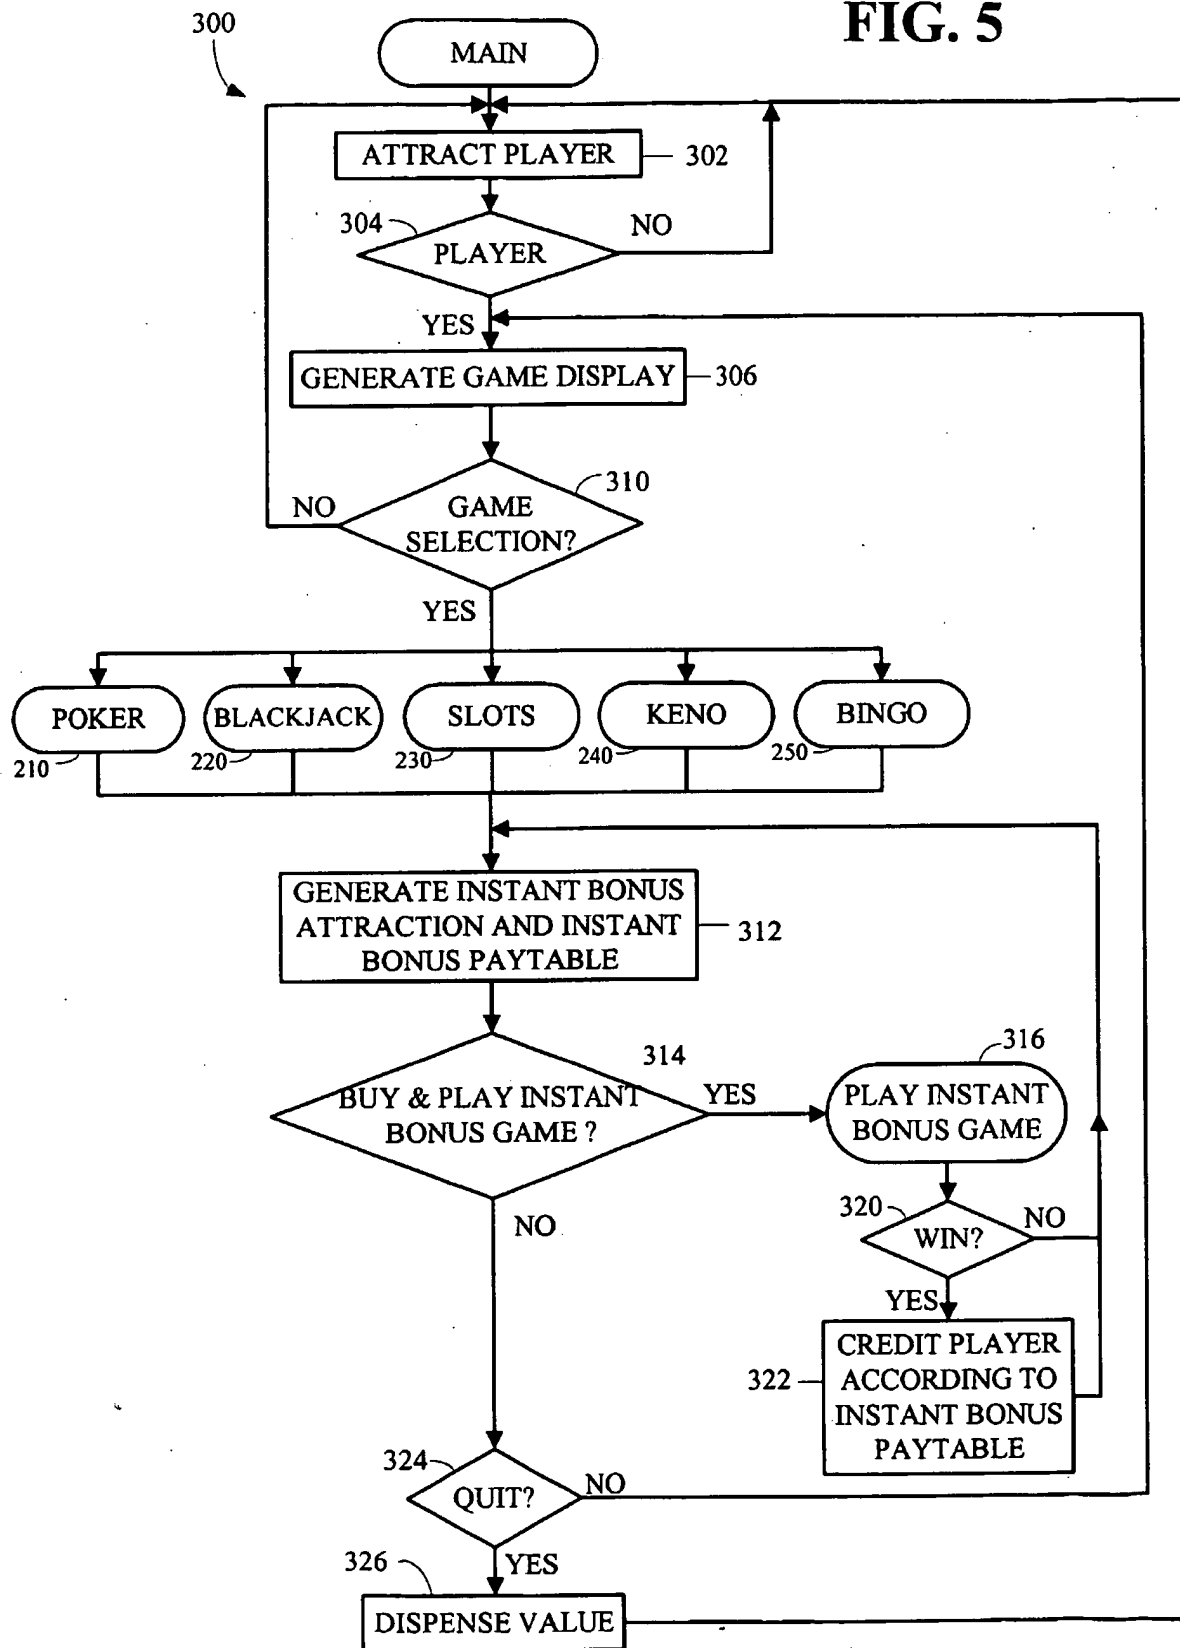 FIG. 5
300
MAIN
ATTRACT PLAYER
302
304
PLAYER
NO
YES
GENERATE GAME DISPLAY
306
310
GAME
SELECTION?
NO
YES
POKER
BLACKJACK
SLOTS
KENO
BINGO
210
220
230
240
250
GENERATE INSTANT BONUS
ATTRACTION AND INSTANT
BONUS PAYTABLE
312
314
BUY & PLAY INSTANT
BONUS GAME ?
YES
NO
316
PLAY INSTANT
BONUS GAME
320
WIN?
NO
YES
322
CREDIT PLAYER
ACCORDING TO
INSTANT BONUS
PAYTABLE
324
QUIT?
NO
YES
326
DISPENSE VALUE